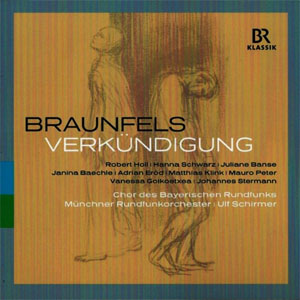 BR
KLASSIK
BRAUNFELS
VERKÜNDIGUNG
Robert Holl | Hanna Schwarz | Juliane Banse
Janina Baechle | Adrian Eröd | Matthias Klink | Mauro Peter
Vanessa Goikoetxea | Johannes Stermann
Chor des Bayerischen Rundfunks
Münchner Rundfunkorchester | Ulf Schirmer